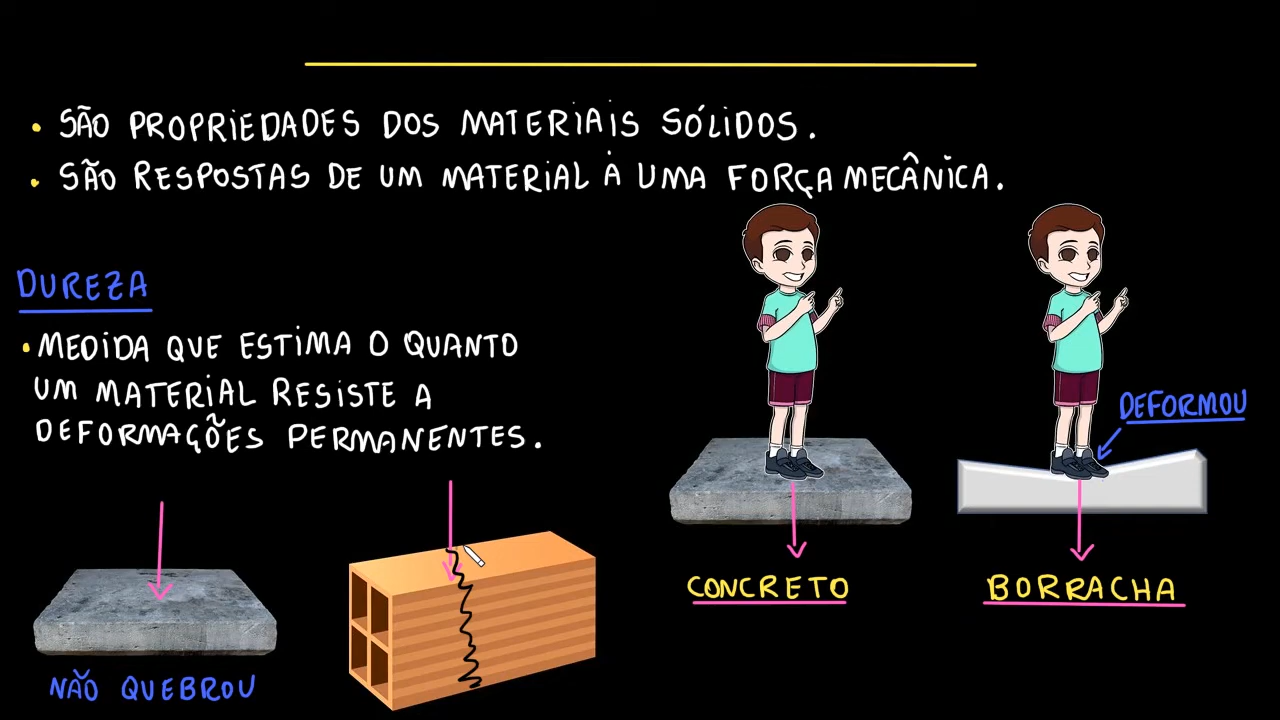 • SÃO PROPRIEDADES DOS MATERIAIS SÓLIDOS.
• SÃO RESPOSTAS DE UM MATERIAL À UMA FORÇA MECÂNICA.
DUREZA
• MEDIDA QUE ESTIMA O QUANTO
UM MATERIAL RESISTE A
DEFORMAÇÕES PERMANENTES.
DEFORMOU
CONCRETO
BORRACHA
NÃO QUEBROU